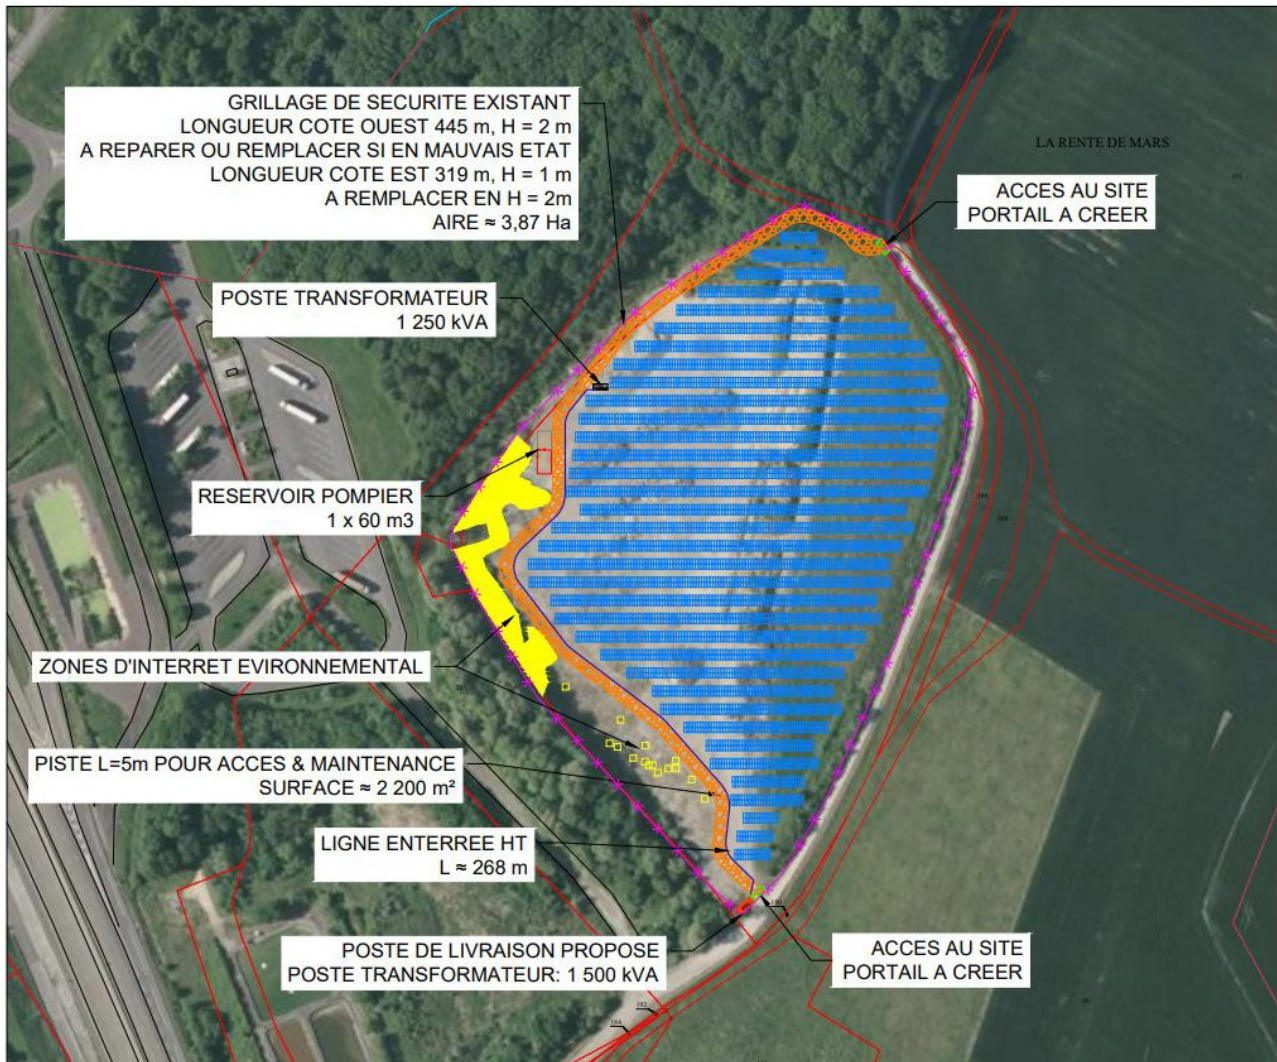 GRILLAGE DE SECURITE EXISTANT
LONGUEUR COTE OUEST 445 m, H = 2 m
A REPARER OU REMPLACER SI EN MAUVAIS ETAT
LONGUEUR COTE EST 319 m, H = 1 m
A REMPLACER EN H = 2m
AIRE ≈ 3,87 Ha
LA RENTE DE MARS
ACCES AU SITE
PORTAIL A CREER
POSTE TRANSFORMATEUR
1 250 kVA
RESERVOIR POMPIER
1 x 60 m3
ZONES D'INTERRET EVIRONNEMENTAL
PISTE L=5m POUR ACCES & MAINTENANCE
SURFACE ≈ 2 200 m²
LIGNE ENTERREE HT
L ≈ 268 m
POSTE DE LIVRAISON PROPOSE
POSTE TRANSFORMATEUR: 1 500 kVA
ACCES AU SITE
PORTAIL A CREER